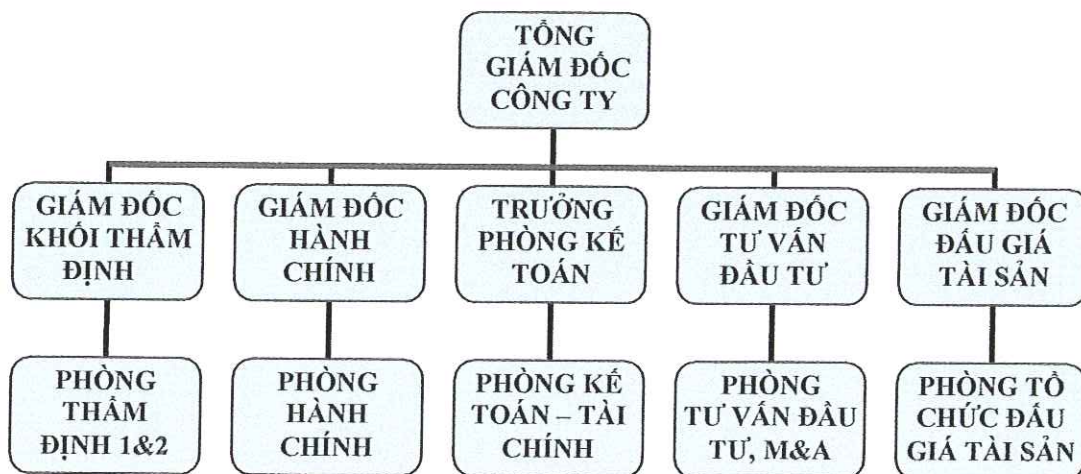 TỔNG
GIÁM ĐỐC
CÔNG TY
GIÁM ĐỐC
KHỐI THẨM
ĐỊNH
GIÁM ĐỐC
HÀNH
CHÍNH
TRƯỞNG
PHÒNG KẾ
TOÁN
GIÁM ĐỐC
TƯ VẤN
ĐẦU TƯ
GIÁM ĐỐC
ĐẤU GIÁ
TÀI SẢN
PHÒNG
THẨM
ĐỊNH 1&2
PHÒNG
HÀNH
CHÍNH
PHÒNG KẾ
TOÁN – TÀI
CHÍNH
PHÒNG
TƯ VẤN ĐẦU
TƯ, M&A
PHÒNG TỔ
CHỨC ĐẤU
GIÁ TÀI SẢN